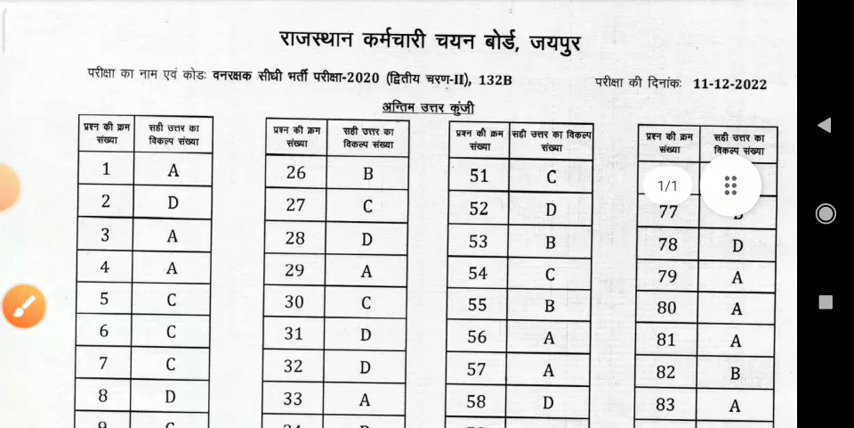 राजस्थान कर्मचारी चयन बोर्ड, जयपुर
परीक्षा का नाम एवं कोडः वनरक्षक सीधी भर्ती परीक्षा-2020 (द्वितीय चरण-II), 132B
परीक्षा की दिनांकः 11-12-2022
अन्तिम उत्तर कुंजी
प्रश्न की क्रम संख्या सही उत्तर का विकल्प संख्या
1 A
2 D
3 A
4 A
5 C
6 C
7 C
8 D
प्रश्न की क्रम संख्या सही उत्तर का विकल्प संख्या
26 B
27 C
28 D
29 A
30 C
31 D
32 D
33 A
प्रश्न की क्रम संख्या सही उत्तर का विकल्प संख्या
51 C
52 D
53 B
54 C
55 B
56 A
57 A
58 D
प्रश्न की क्रम संख्या सही उत्तर का विकल्प संख्या
1/1
77
78 D
79 A
80 A
81 A
82 B
83 A